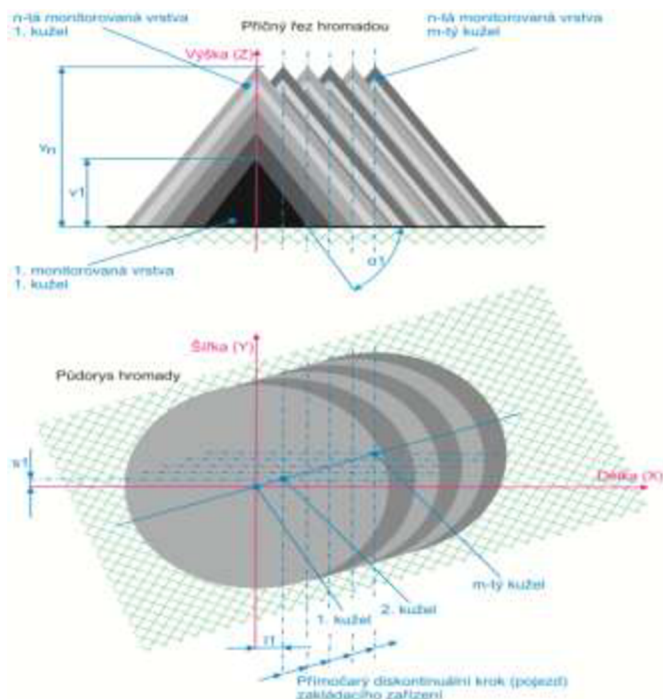 n-tá monitorovaná vrstva
1. kužel
Příčný řez hromadou
n-tá monitorovaná vrstva
m-tý kužel
Výška (Z)
vn
v1
α1
1. monitorovaná vrstva
1. kužel
Šířka (Y)
Půdorys hromady
s1
Délka (X)
m-tý kužel
2. kužel
1. kužel
l1
Přímočarý diskontinuální krok (pojezd)
zakládacího zařízení